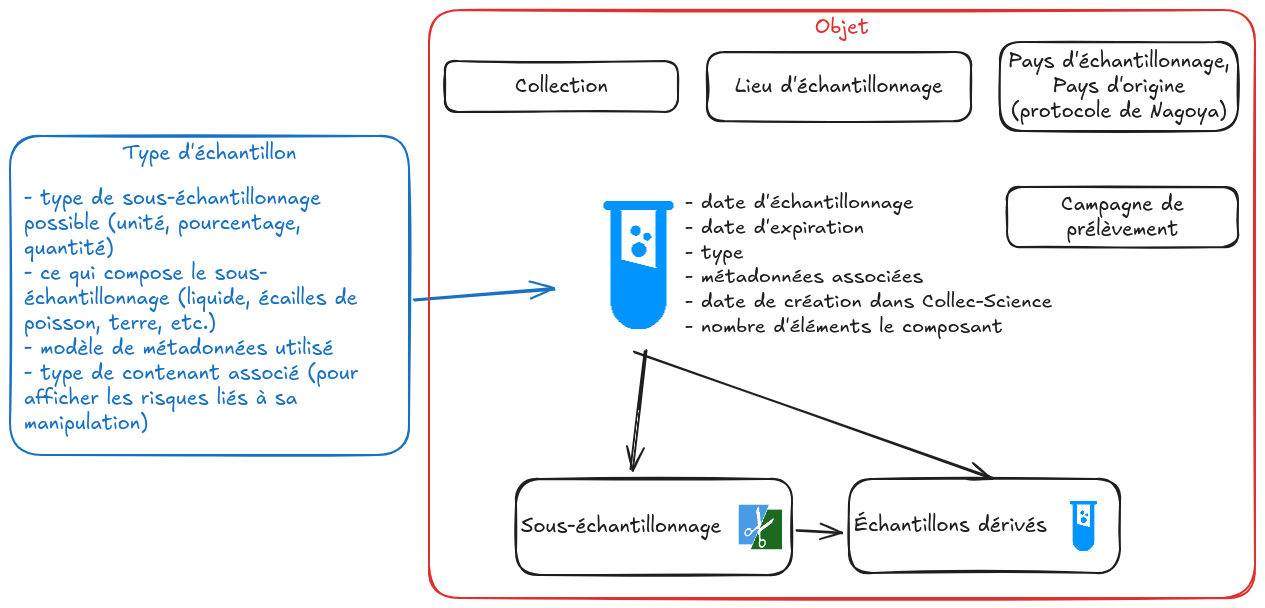 Objet
Collection
Lieu d'échantillonnage
Pays d'échantillonnage,
Pays d'origine
(protocole de Nagoya)
Type d'échantillon
- type de sous-échantillonnage
possible (unité, pourcentage,
quantité)
- ce qui compose le sous-
échantillonnage (liquide, écailles de
poisson, terre, etc.)
- modèle de métadonnées utilisé
- type de contenant associé (pour
afficher les risques liés à sa
manipulation)
- date d'échantillonnage
- date d'expiration
- type
- métadonnées associées
- date de création dans Collec-Science
- nombre d'éléments le composant
Campagne de
prélèvement
Sous-échantillonnage
Échantillons dérivés